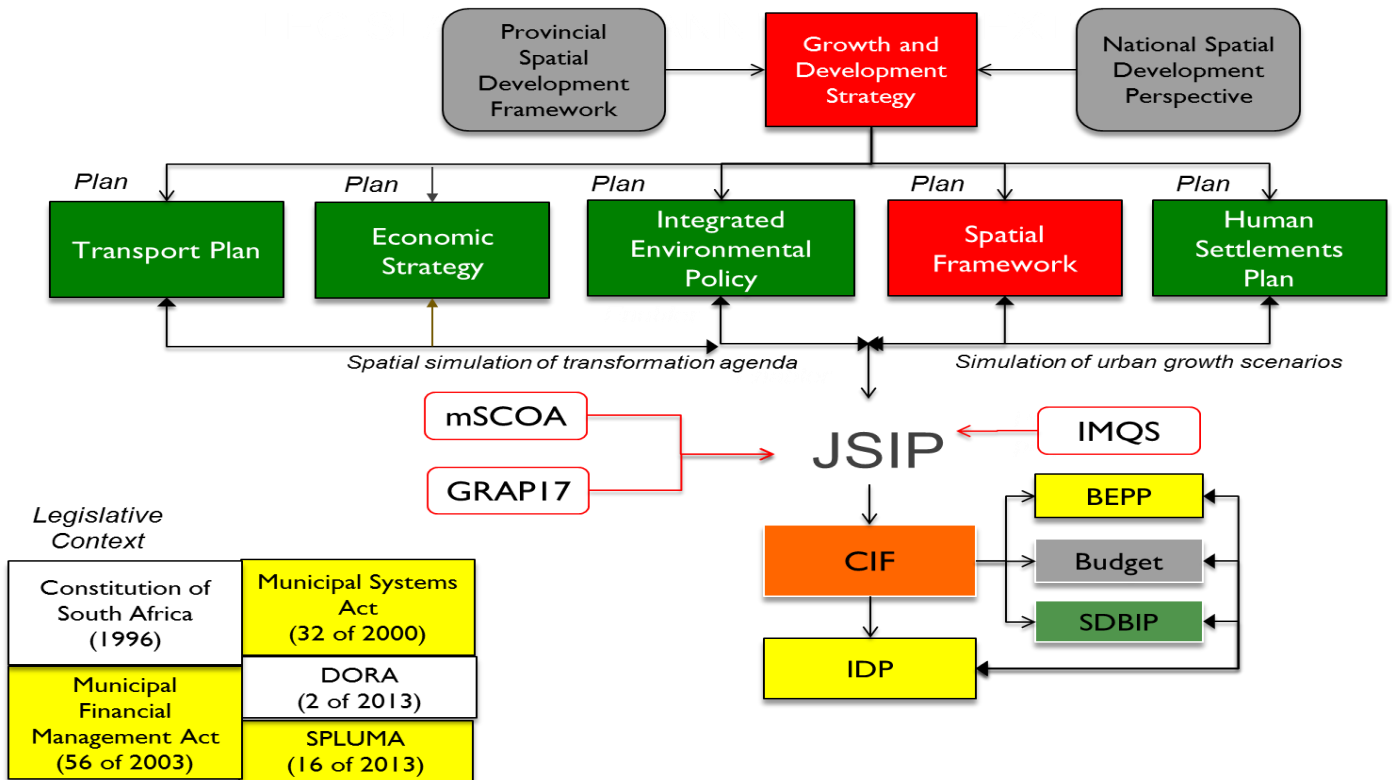 Provincial
Spatial
Development
Framework
Growth and
Development
Strategy
National Spatial
Development
Perspective
Plan
Plan
Plan
Plan
Plan
Transport Plan
Economic
Strategy
Integrated
Environmental
Policy
Spatial
Framework
Human
Settlements
Plan
Spatial simulation of transformation agenda
Simulation of urban growth scenarios
mSCOA
GRAP17
JSIP
IMQS
BEPP
CIF
Budget
SDBIP
IDP
Legislative
Context
Constitution of
South Africa
(1996)
Municipal Systems
Act
(32 of 2000)
Municipal
Financial
Management Act
(56 of 2003)
DORA
(2 of 2013)
SPLUMA
(16 of 2013)